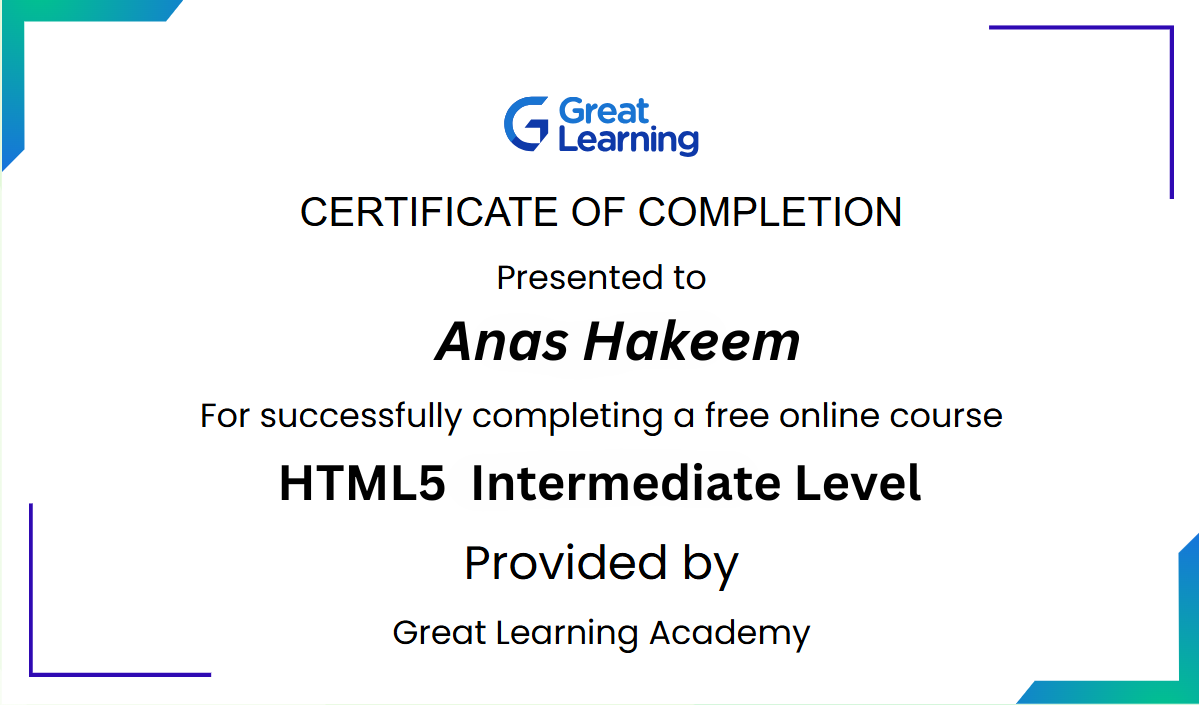 Great
Learning
CERTIFICATE OF COMPLETION
Presented to
Anas Hakeem
For successfully completing a free online course
HTML5 Intermediate Level
Provided by
Great Learning Academy